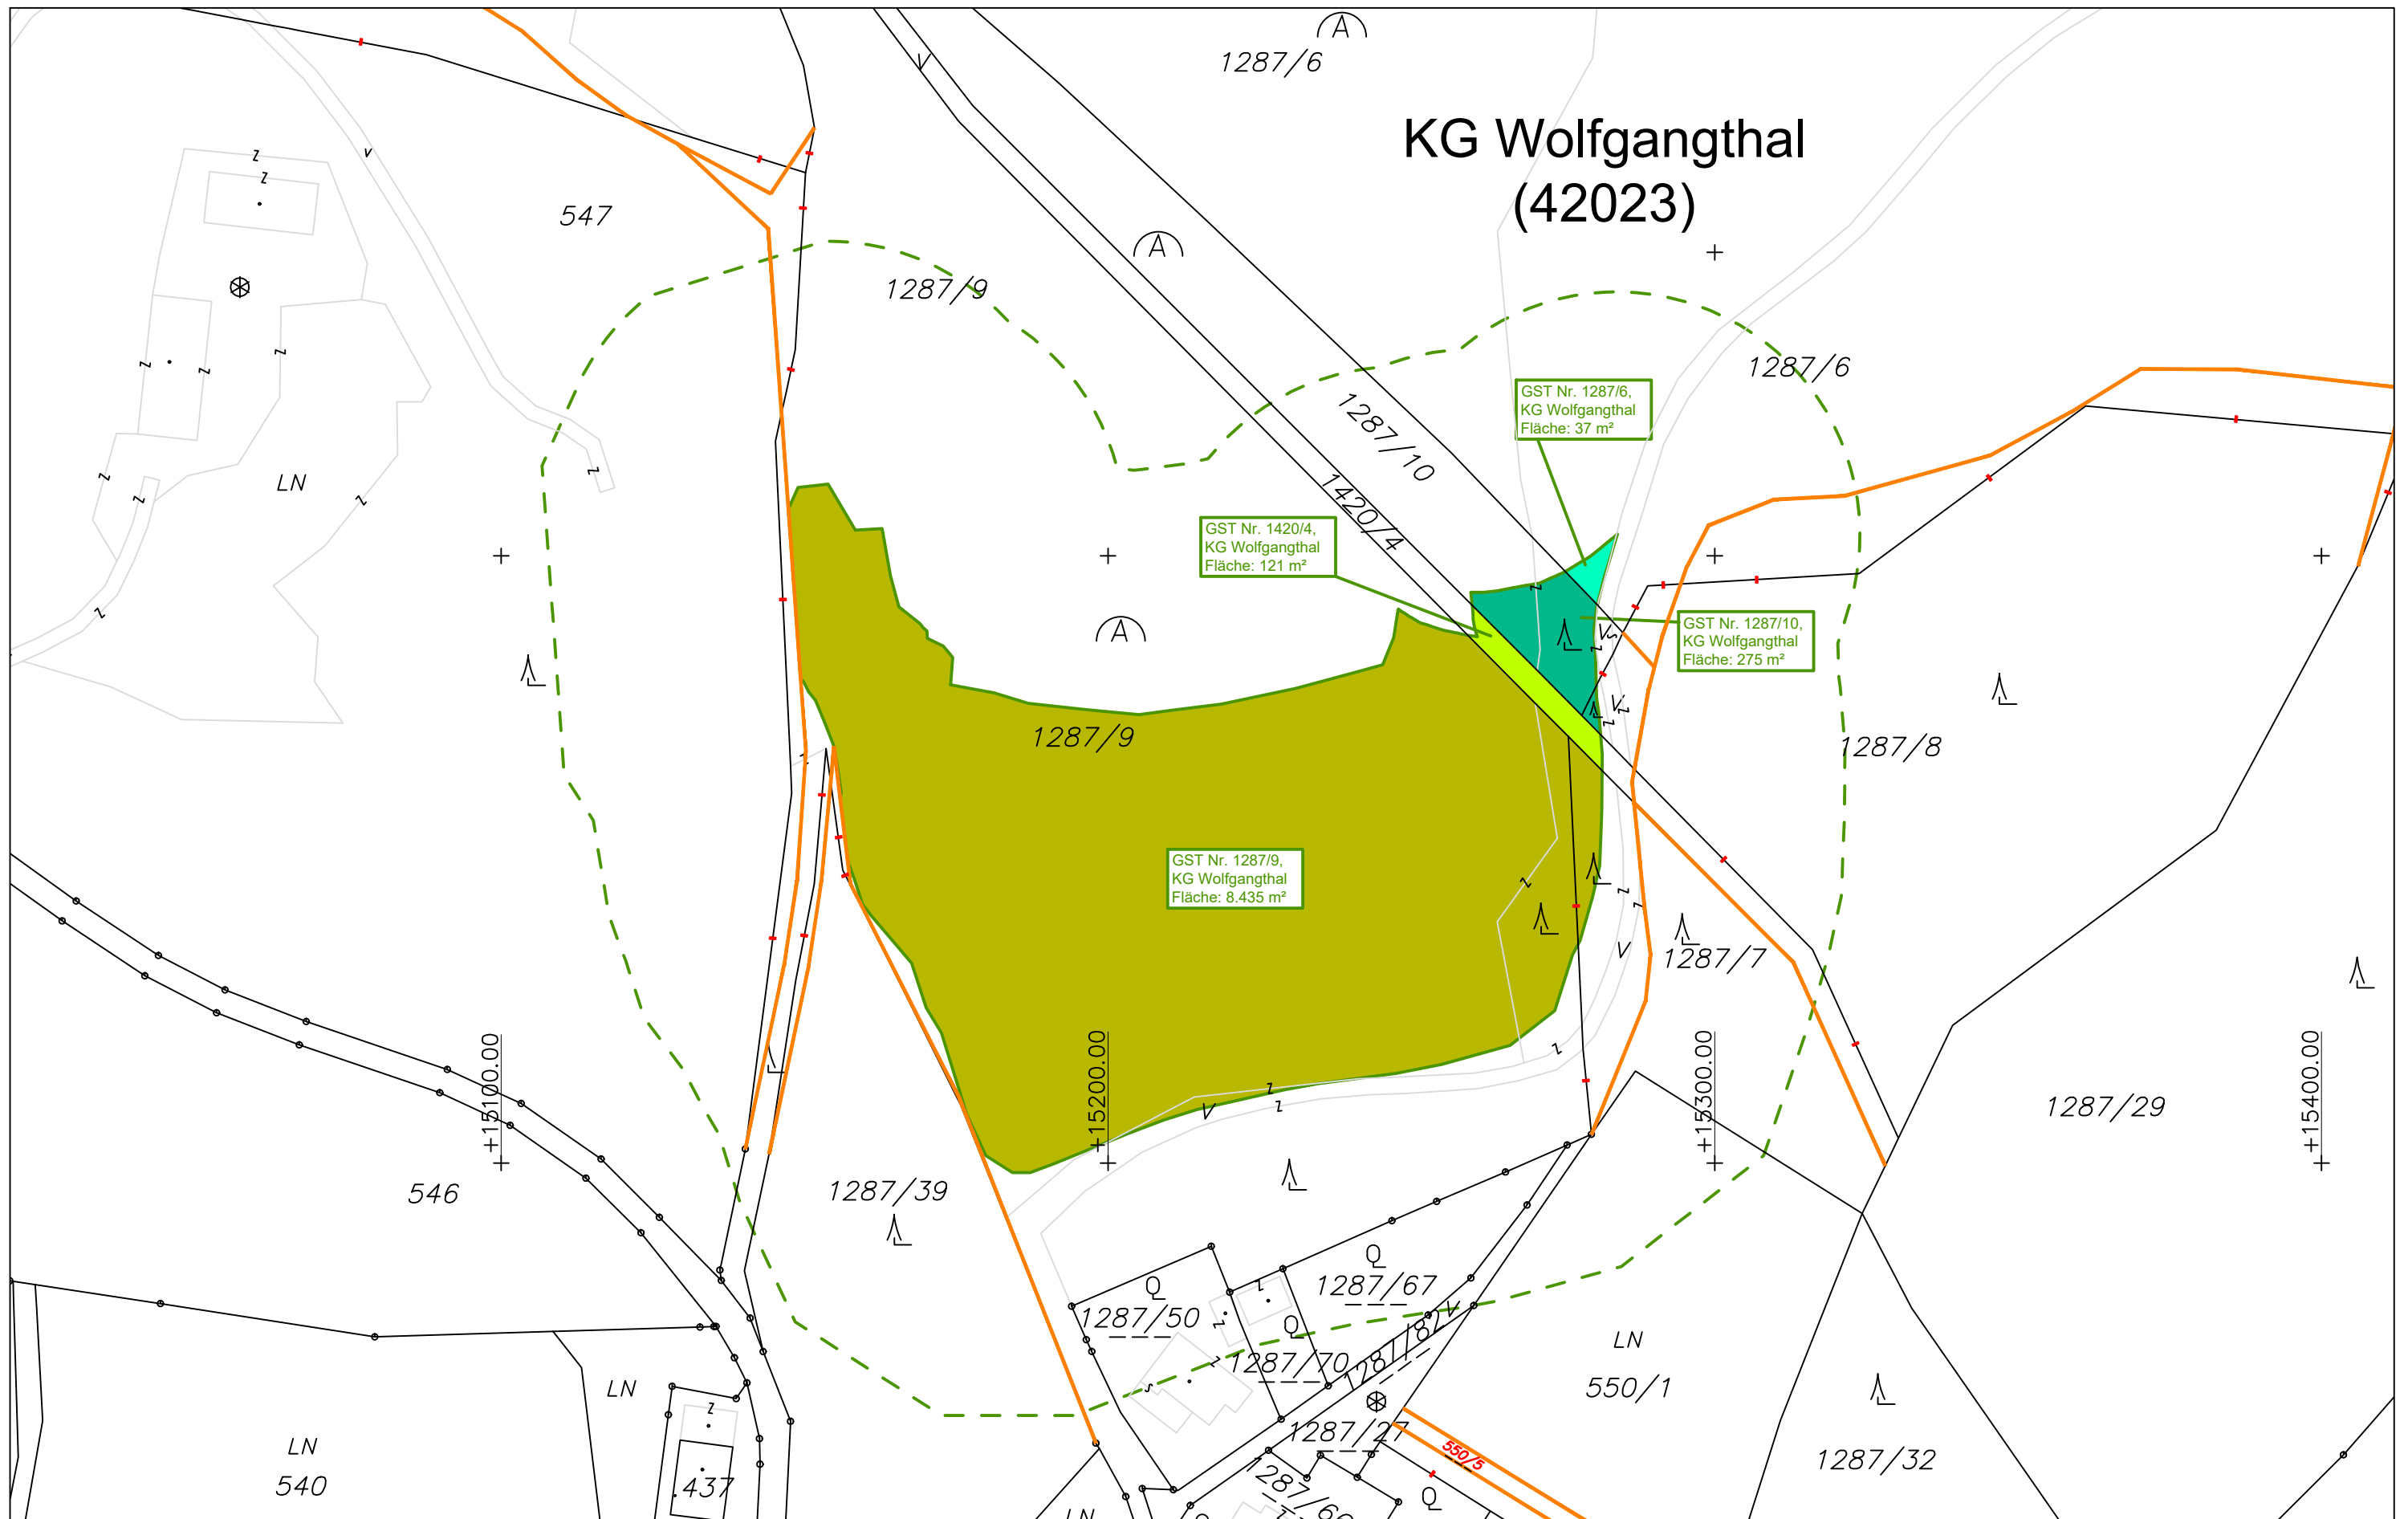 A
1287/6
KG Wolfgangthal
(42023)
547
A
1287/9
1287/6
GST Nr. 1287/6,
KG Wolfgangthal
Fläche: 37 m²
1287/10
LN
1420/4
GST Nr. 1420/4,
KG Wolfgangthal
Fläche: 121 m²
A
GST Nr. 1287/10,
KG Wolfgangthal
Fläche: 275 m²
1287/9
1287/8
GST Nr. 1287/9,
KG Wolfgangthal
Fläche: 8.435 m²
1287/7
+15100.00
+15200.00
+15300.00
+15400.00
1287/29
546
1287/39
1287/67
1287/50
1287/82
1287/70
LN
550/1
LN
1287/27
LN
540
437
550/5
1287/32
LN